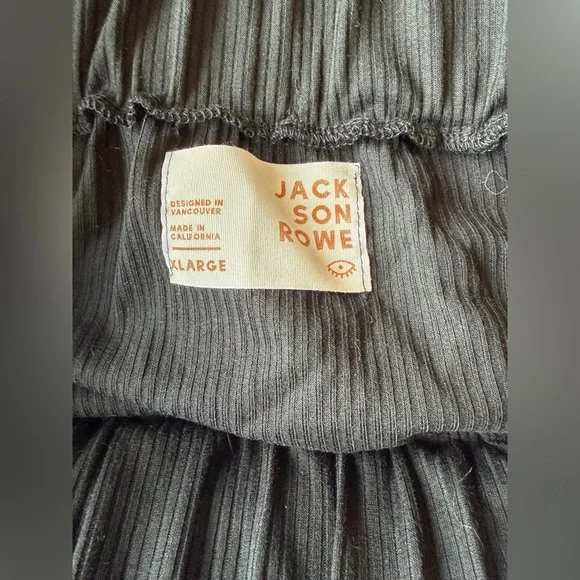 DESIGNED IN
VANCOUVER
MADE IN
CALIFORNIA
XLARGE
JACK
SON
ROWE